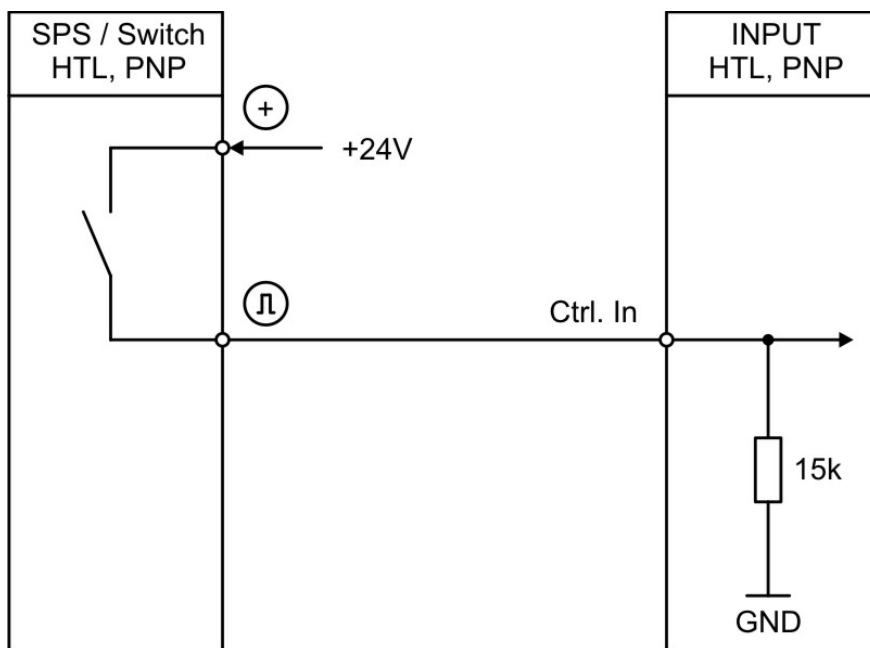 SPS / Switch
HTL, PNP
INPUT
HTL, PNP
+
+24V
Ctrl. In
15k
GND